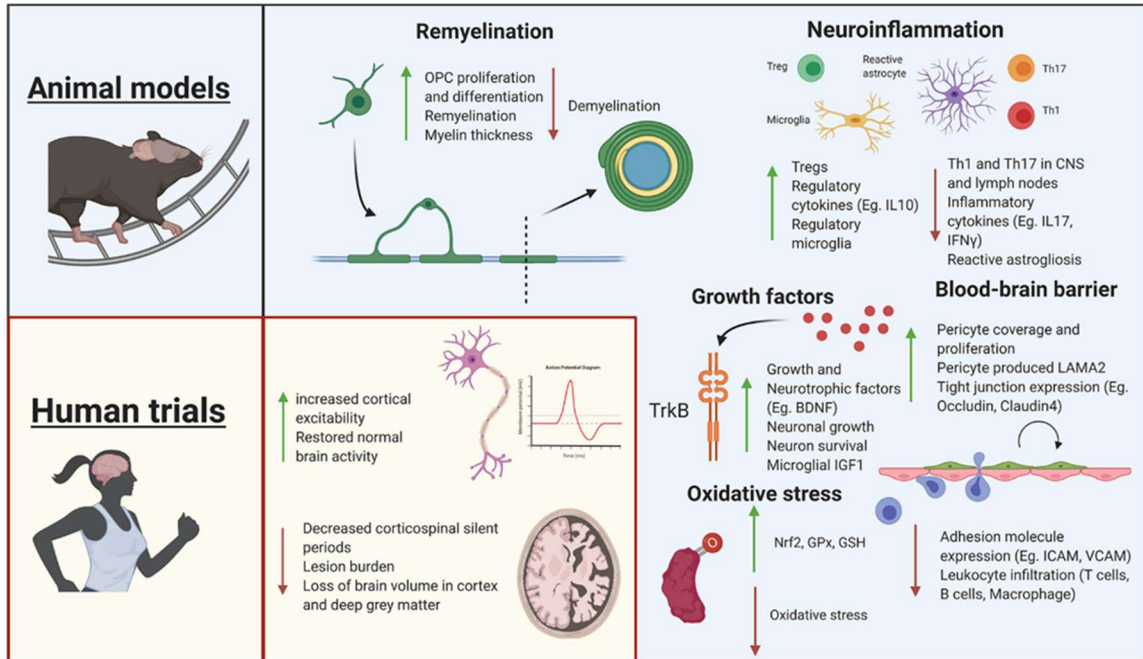 Animal models
Remyelination
OPC proliferation
and differentiation
Remyelination
Myelin thickness
Demyelination
Neuroinflammation
Treg
Reactive
astrocyte
Th17
Microglia
Th1
Tregs
Regulatory
cytokines (Eg. IL10)
Regulatory
microglia
Th1 and Th17 in CNS
and lymph nodes
Inflammatory
cytokines (Eg. IL17,
IFNγ)
Reactive astrogliosis
Growth factors
TrkB
Growth and
Neurotrophic factors
(Eg. BDNF)
Neuronal growth
Neuron survival
Microglial IGF1
Blood-brain barrier
Pericyte coverage and
proliferation
Pericyte produced LAMA2
Tight junction expression (Eg.
Occludin, Claudin4)
Adhesion molecule
expression (Eg. ICAM, VCAM)
Leukocyte infiltration (T cells,
B cells, Macrophage)
Oxidative stress
Nrf2, GPx, GSH
Oxidative stress
Human trials
increased cortical
excitability
Restored normal
brain activity
Action Potential Diagram
Membrane potential (mv)
Time (ms)
Decreased corticospinal silent
periods
Lesion burden
Loss of brain volume in cortex
and deep grey matter